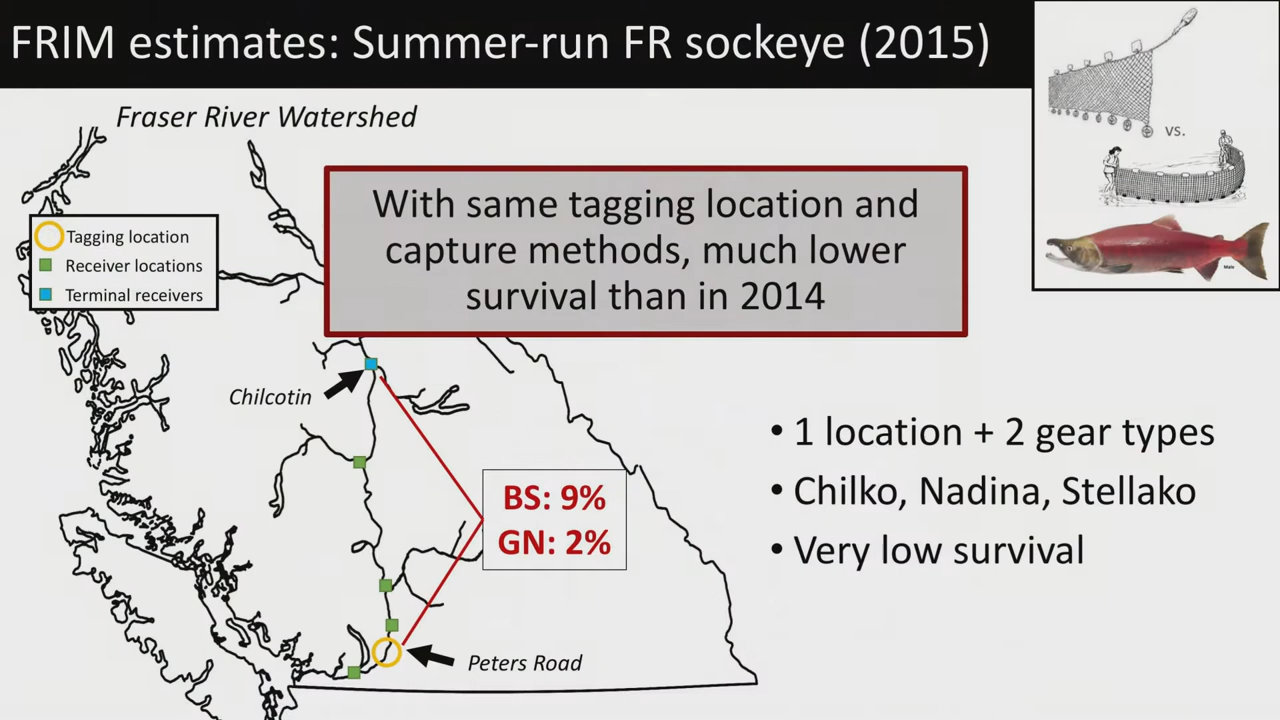 FRIM estimates: Summer-run FR sockeye (2015)
Fraser River Watershed
vs.
With same tagging location and
capture methods, much lower
survival than in 2014
Tagging location
Receiver locations
Terminal receivers
Male
Chilcotin
BS: 9%
GN: 2%
Peters Road
• 1 location + 2 gear types
• Chilko, Nadina, Stellako
• Very low survival